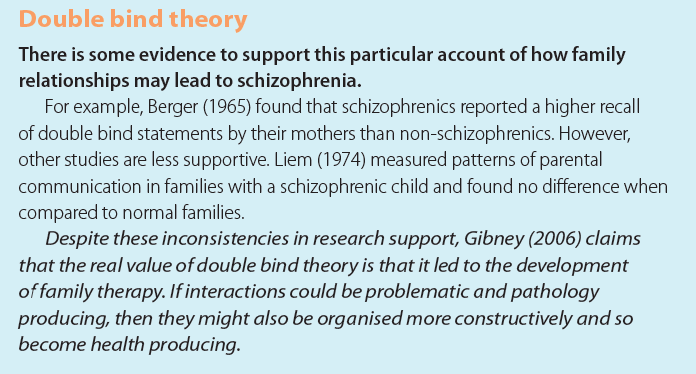 Double bind theory
There is some evidence to support this particular account of how family
relationships may lead to schizophrenia.
For example, Berger (1965) found that schizophrenics reported a higher recall
of double bind statements by their mothers than non-schizophrenics. However,
other studies are less supportive. Liem (1974) measured patterns of parental
communication in families with a schizophrenic child and found no difference when
compared to normal families.
Despite these inconsistencies in research support, Gibney (2006) claims
that the real value of double bind theory is that it led to the development
of family therapy. If interactions could be problematic and pathology
producing, then they might also be organised more constructively and so
become health producing.